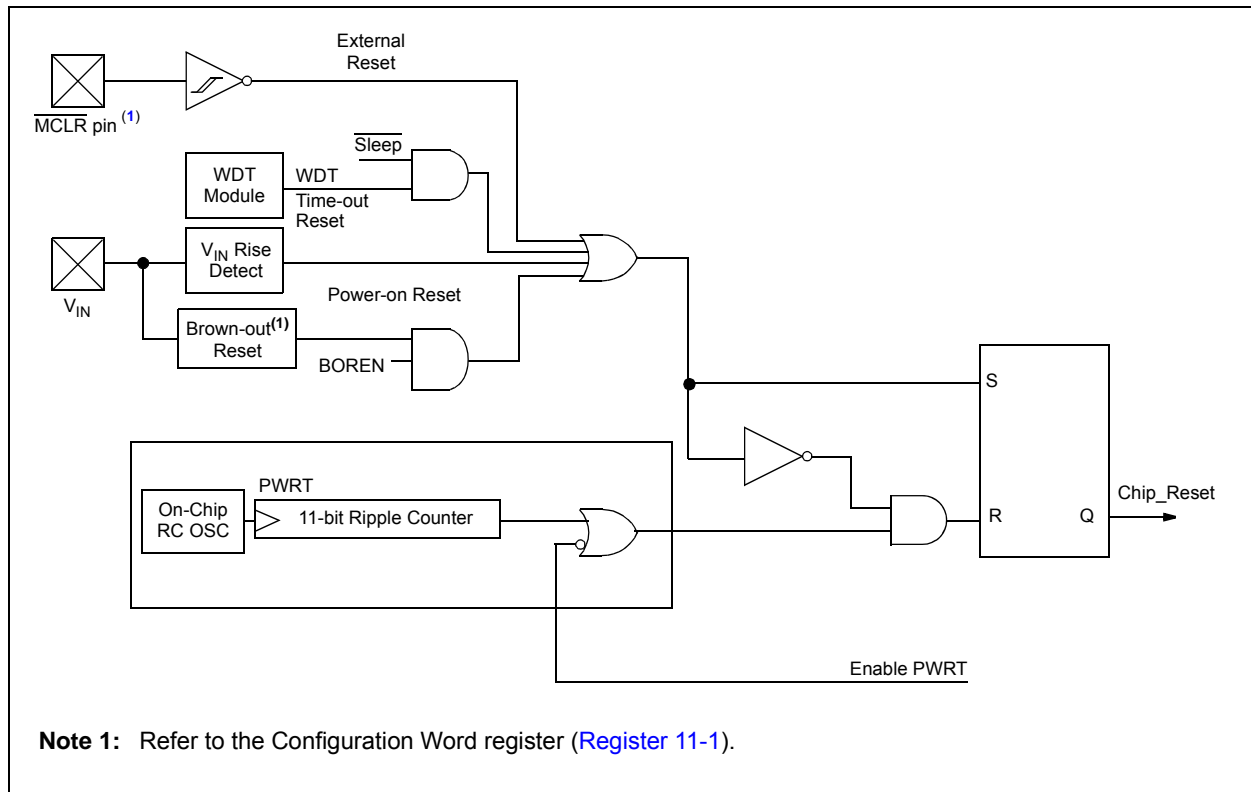 External
Reset
MCLR pin (1)
Sleep
WDT
Module
WDT
Time-out
Reset
VIN Rise
Detect
VIN
Power-on Reset
Brown-out(1)
Reset
BOREN
S
PWRT
On-Chip
RC OSC
11-bit Ripple Counter
R
Q
Chip_Reset
Enable PWRT
Note 1: Refer to the Configuration Word register (Register 11-1).